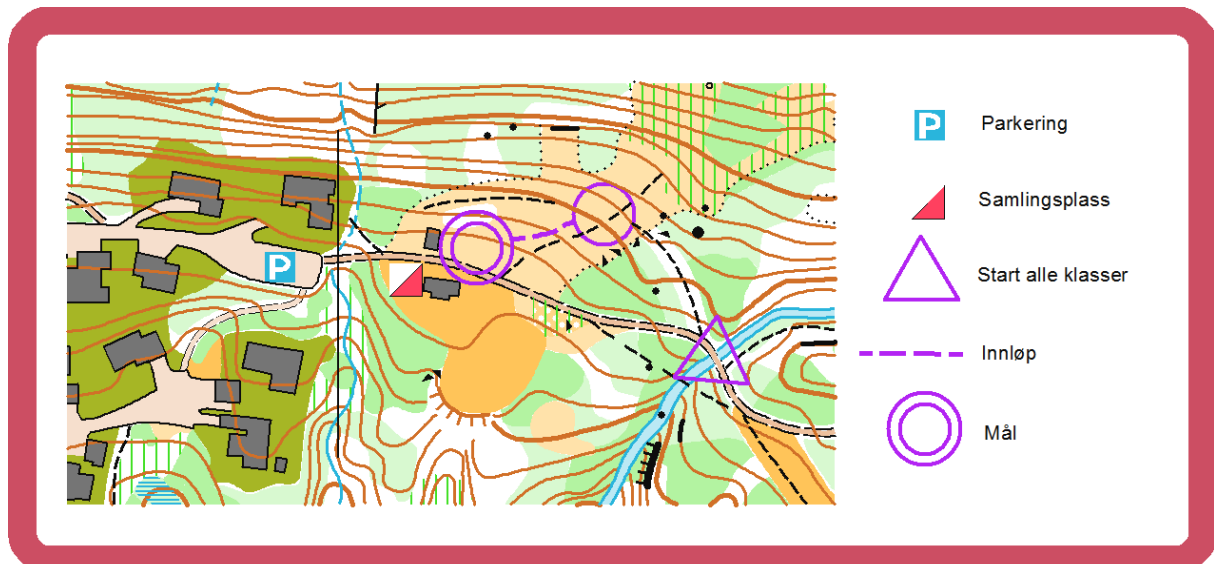 P
P
Parkering
Samlingsplass
Start alle klasser
Innløp
Mål